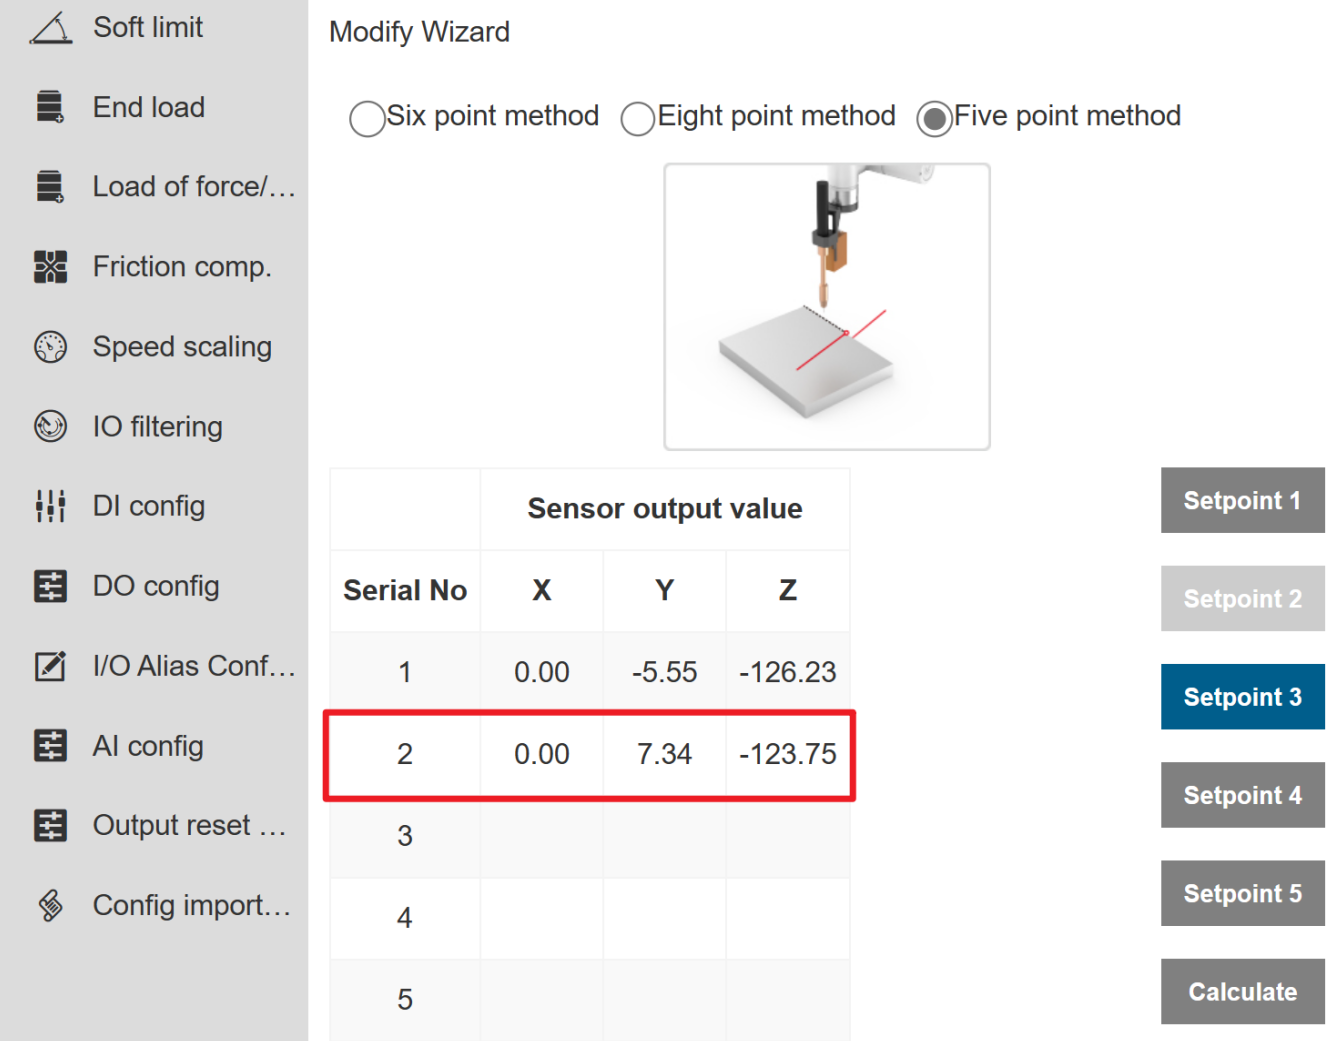 Soft limit
End load
Load of force/...
Friction comp.
Speed scaling
IO filtering
DI config
DO config
I/O Alias Conf...
AI config
Output reset ...
Config import...
Modify Wizard
Six point method Eight point method Five point method
Sensor output value
Serial No X Y Z
1 0.00 -5.55 -126.23
2 0.00 7.34 -123.75
3
4
5
Setpoint 1
Setpoint 2
Setpoint 3
Setpoint 4
Setpoint 5
Calculate